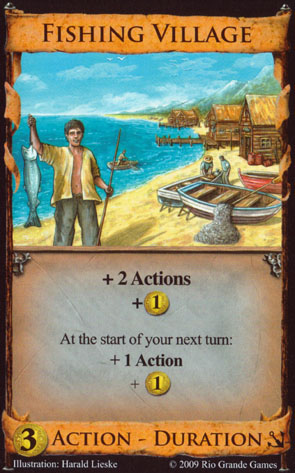 FISHING VILLAGE
+ 2 Actions
+ 1
At the start of your next turn:
+ 1 Action
+ 1
3 ACTION - DURATION
Illustration: Harald Lieske © 2009 Rio Grande Games